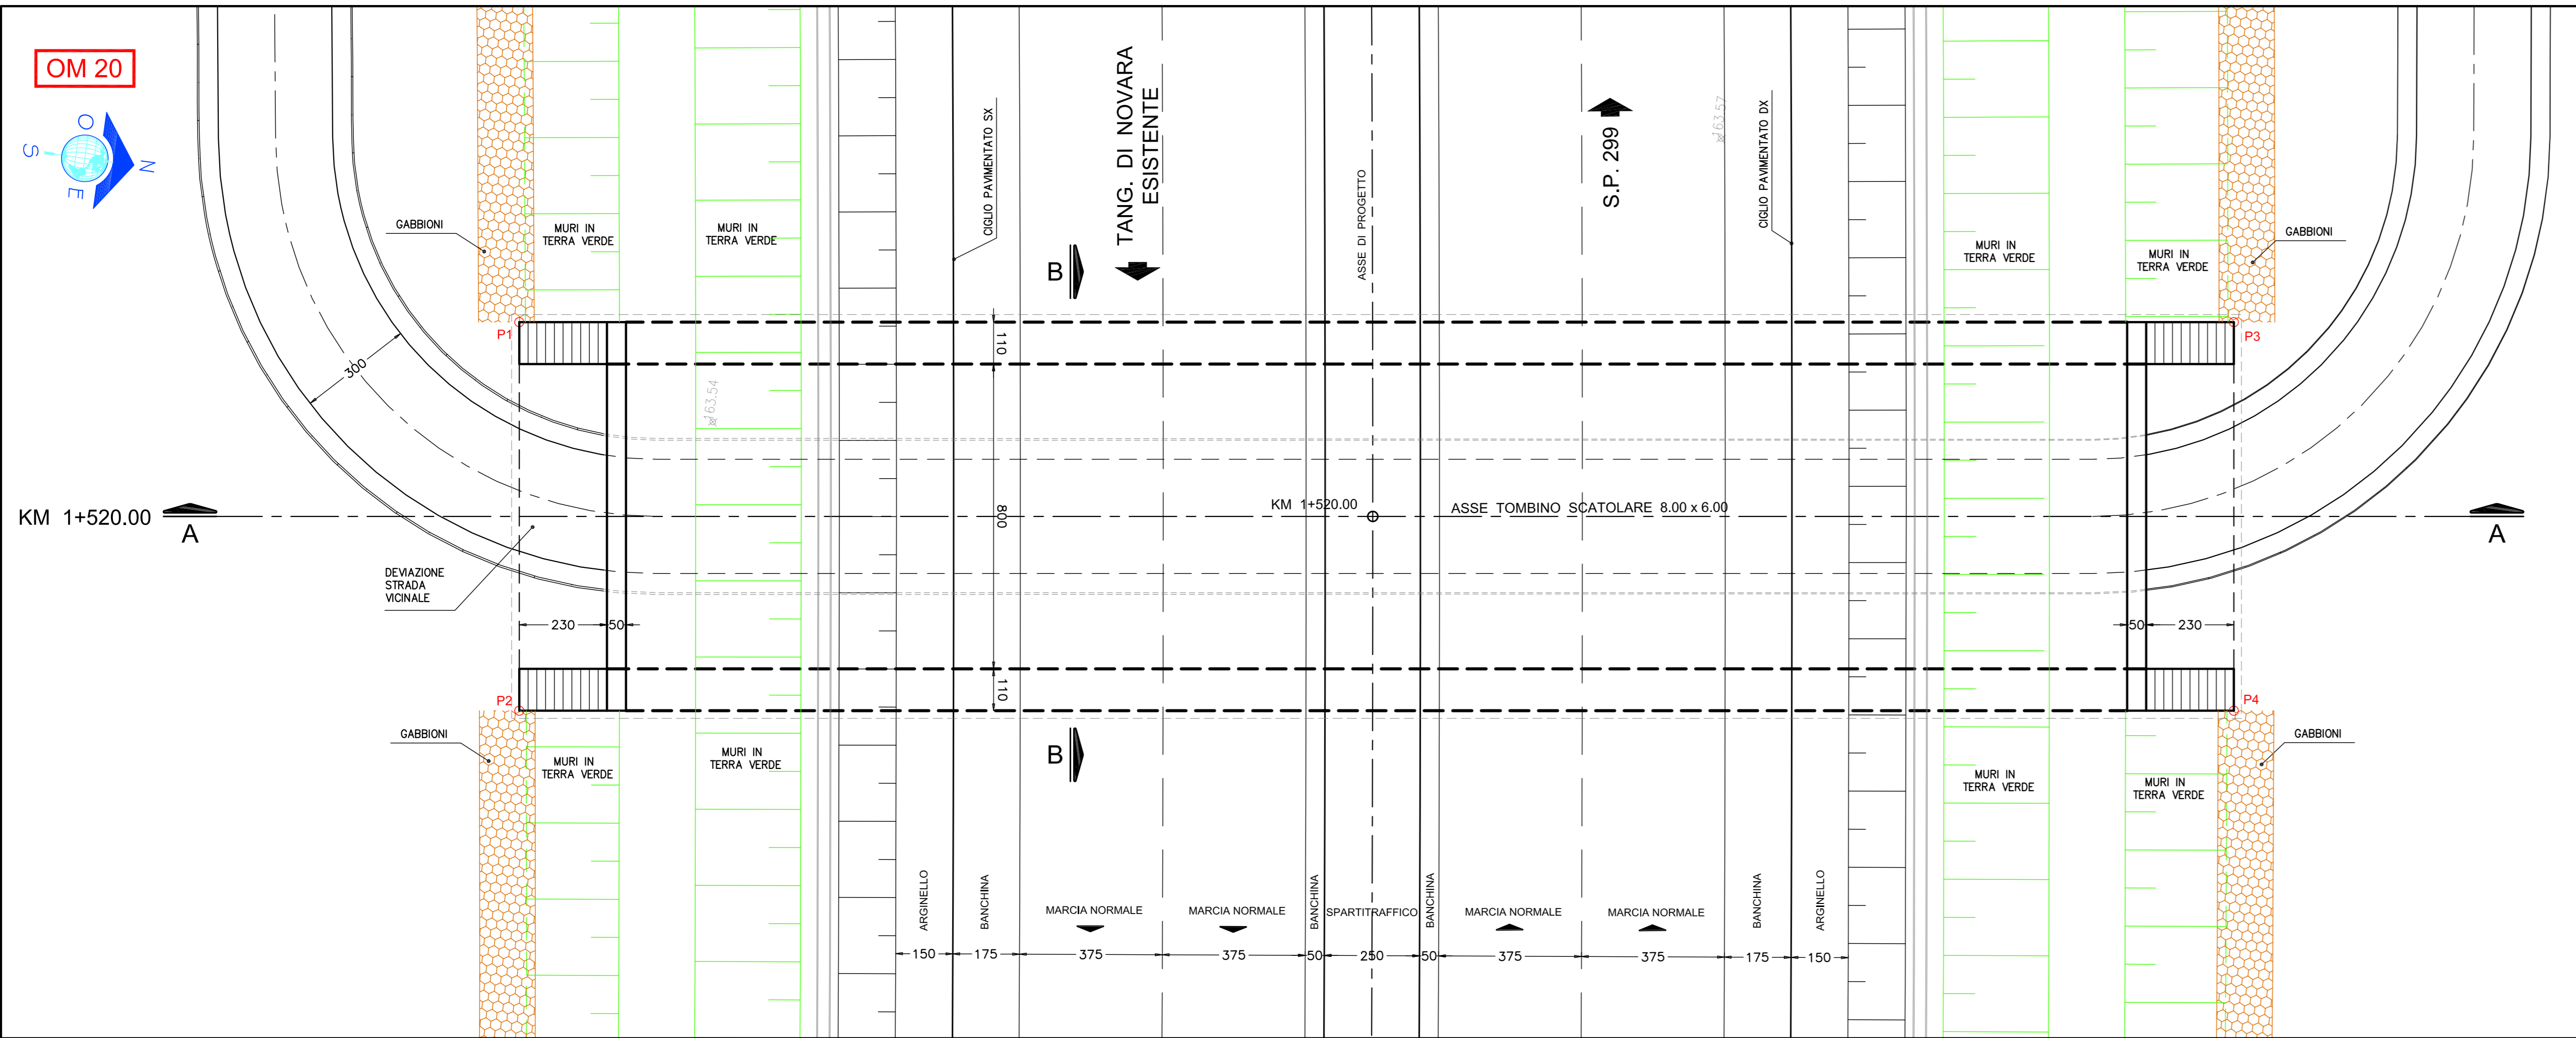 OM 20
O
S
N
E
TANG. DI NOVARA
ESISTENTE
S.P. 299
163.57
CIGLIO PAVIMENTATO SX
CIGLIO PAVIMENTATO DX
ASSE DI PROGETTO
GABBIONI
MURI IN
TERRA VERDE
MURI IN
TERRA VERDE
MURI IN
TERRA VERDE
MURI IN
TERRA VERDE
GABBIONI
B
P1
110
P3
300
163.54
KM 1+520.00
A
800
KM 1+520.00
ASSE TOMBINO SCATOLARE 8.00 x 6.00
A
DEVIAZIONE
STRADA
VICINALE
230
50
50
230
110
P2
P4
GABBIONI
MURI IN
TERRA VERDE
MURI IN
TERRA VERDE
B
MURI IN
TERRA VERDE
MURI IN
TERRA VERDE
GABBIONI
ARGINELLO
BANCHINA
MARCIA NORMALE
MARCIA NORMALE
BANCHINA
SPARTITRAFFICO
BANCHINA
MARCIA NORMALE
MARCIA NORMALE
BANCHINA
ARGINELLO
150
175
375
375
50
250
50
375
375
175
150